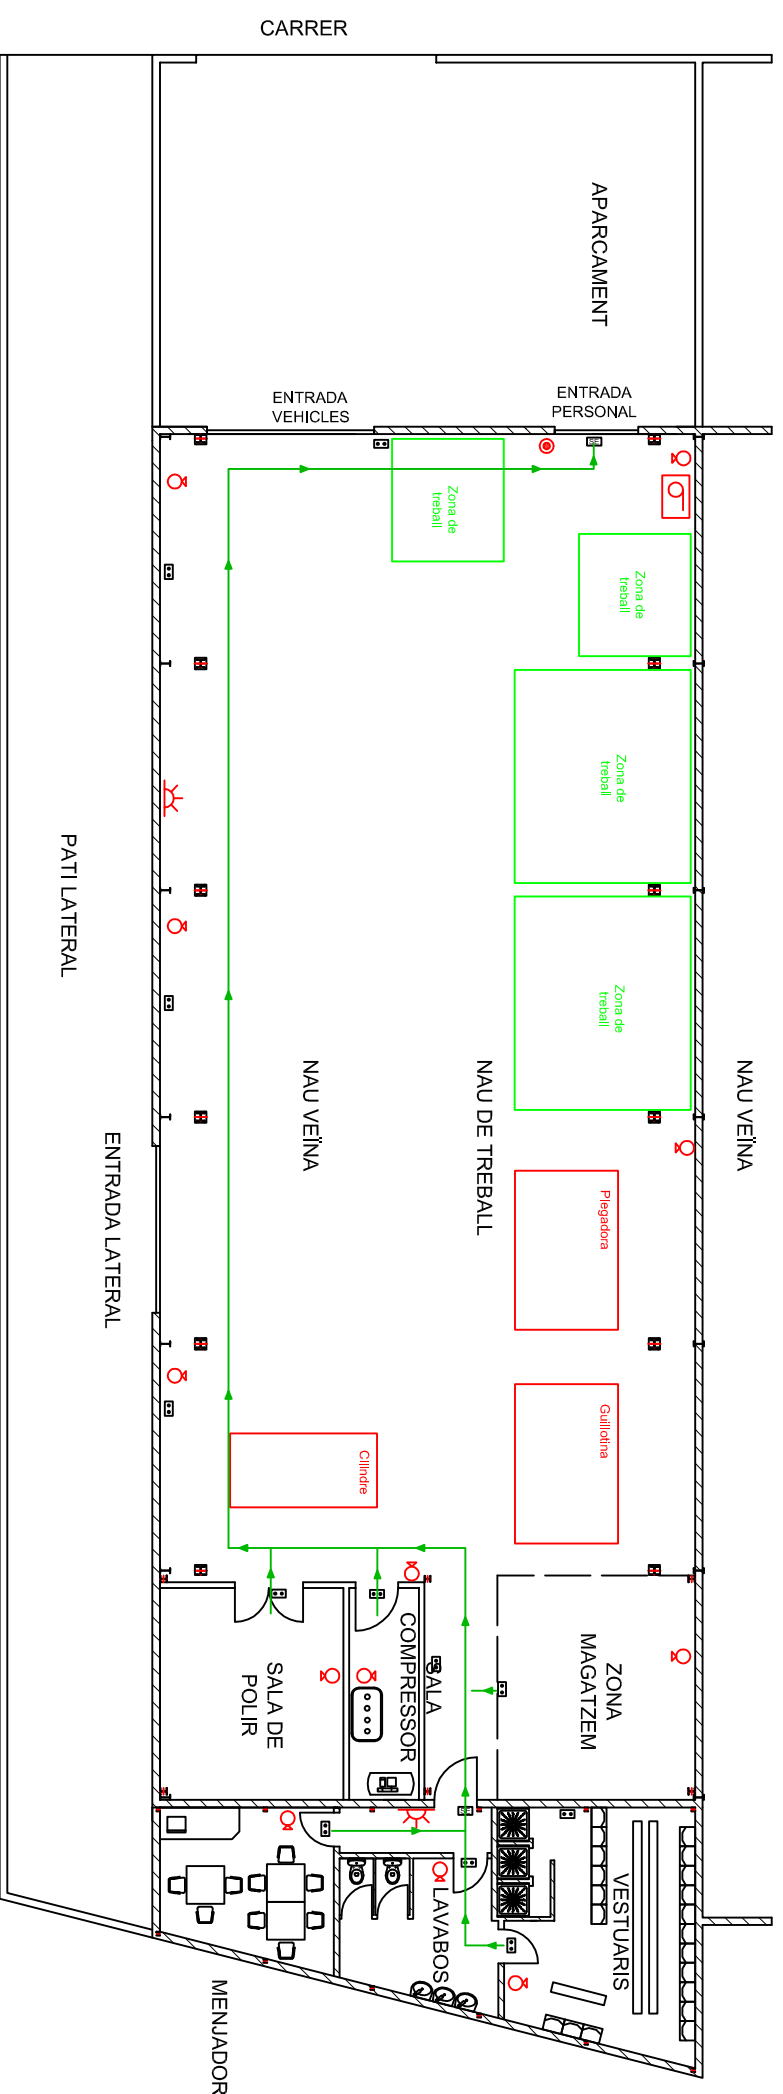 CARRER
APARCAMENT
ENTRADA
VEHICLES
ENTRADA
PERSONAL
SE
Zona de
treball
Zona de
treball
Zona de
treball
Zona de
treball
PATI LATERAL
NAU VEÏNA
NAU DE TREBALL
NAU VEÏNA
ENTRADA LATERAL
Plegadora
Guillotina
Cilindre
SALA DE
POLIR
SALA
COMPRESSOR
ZONA
MAGATZEM
SE
VESTUARIS
LAVABOS
MENJADOR